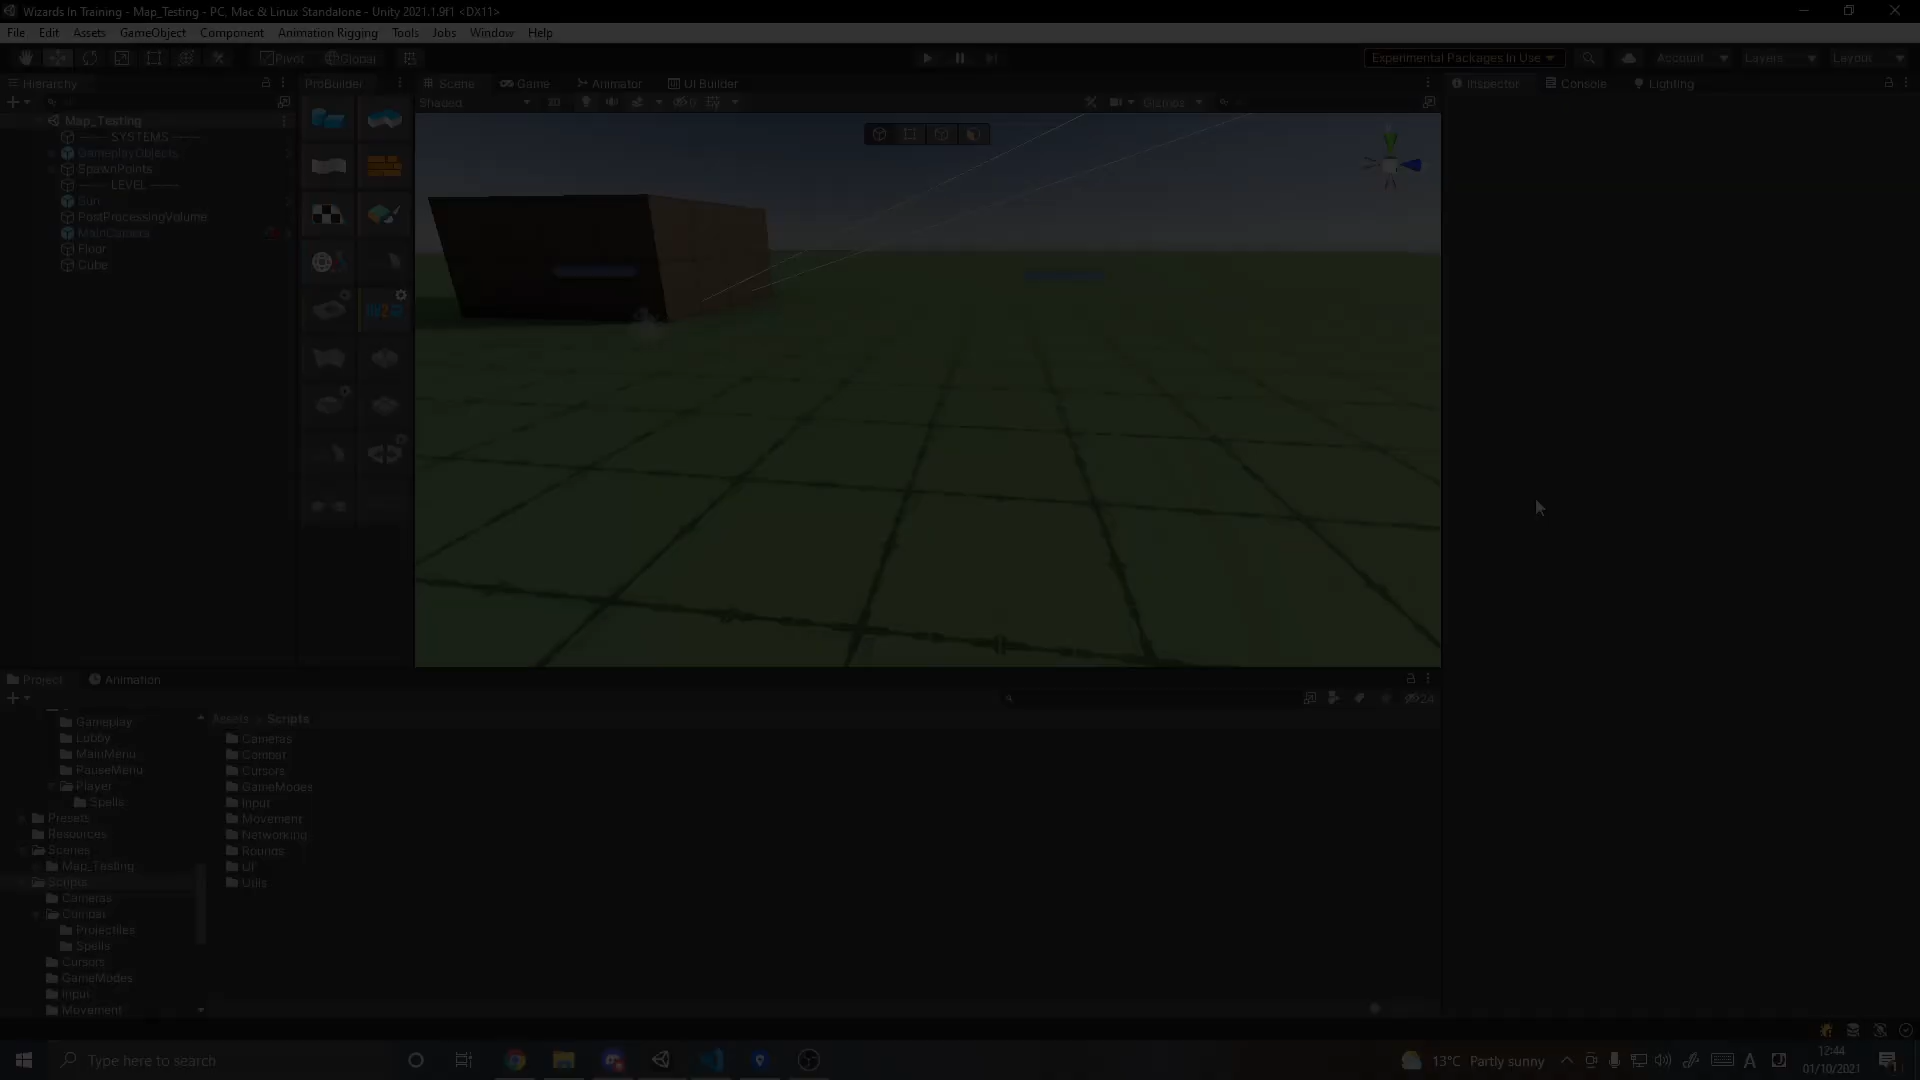 Wizards In Training - Map_Testing - PC, Mac & Linux Standalone - Unity 2021.1.9f1 <DX11>
File Edit Assets GameObject Component Animation Rigging Tools Jobs Window Help
Pivot Global Experimental Packages In Use Account Layers Layout
Hierarchy ProBuilder Scene Game Animator UI Builder Inspector Console Lighting
Shaded 2D Gizmos
Map_Testing
------ SYSTEMS ------
GameplayObjects
SpawnPoints
------ LEVEL ------
Sun
PostProcessingVolume
MainCamera
Floor
Cube
Project Animation
24
Assets > Scripts
Gameplay
Lobby
MainMenu
PauseMenu
Player
Spells
Presets
Resources
Scenes
Map_Testing
Scripts
Cameras
Combat
Projectiles
Spells
Cursors
GameModes
Input
Movement
Cameras
Combat
Cursors
GameModes
Input
Movement
Networking
Rounds
UI
Utils
Type here to search
13°C Partly sunny
12:44
01/10/2021